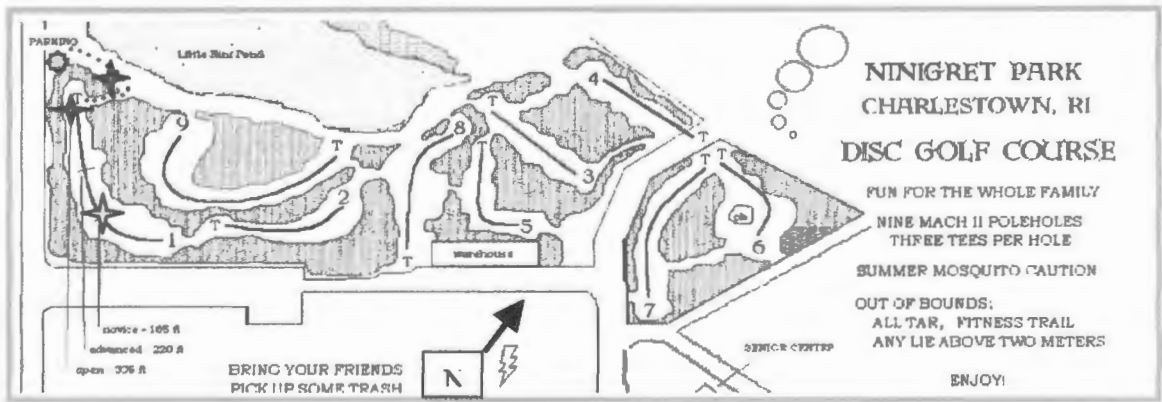 PARKING
Little Nini Pond
NINIGRET PARK
CHARLESTOWN, RI
DISC GOLF COURSE
FUN FOR THE WHOLE FAMILY
NINE MACH II POLEHOLES
THREE TEES PER HOLE
SUMMER MOSQUITO CAUTION
OUT OF BOUNDS:
ALL TAR, FITNESS TRAIL
ANY LIE ABOVE TWO METERS
ENJOY!
T
9
T
2
T
1
8
T
T
3
4
T
5
T
warehouse
T T
6
7
novice - 165 ft
advanced 220 ft
open
BRING YOUR FRIENDS
PICK UP SOME TRASH
N
SENIOR CENTER